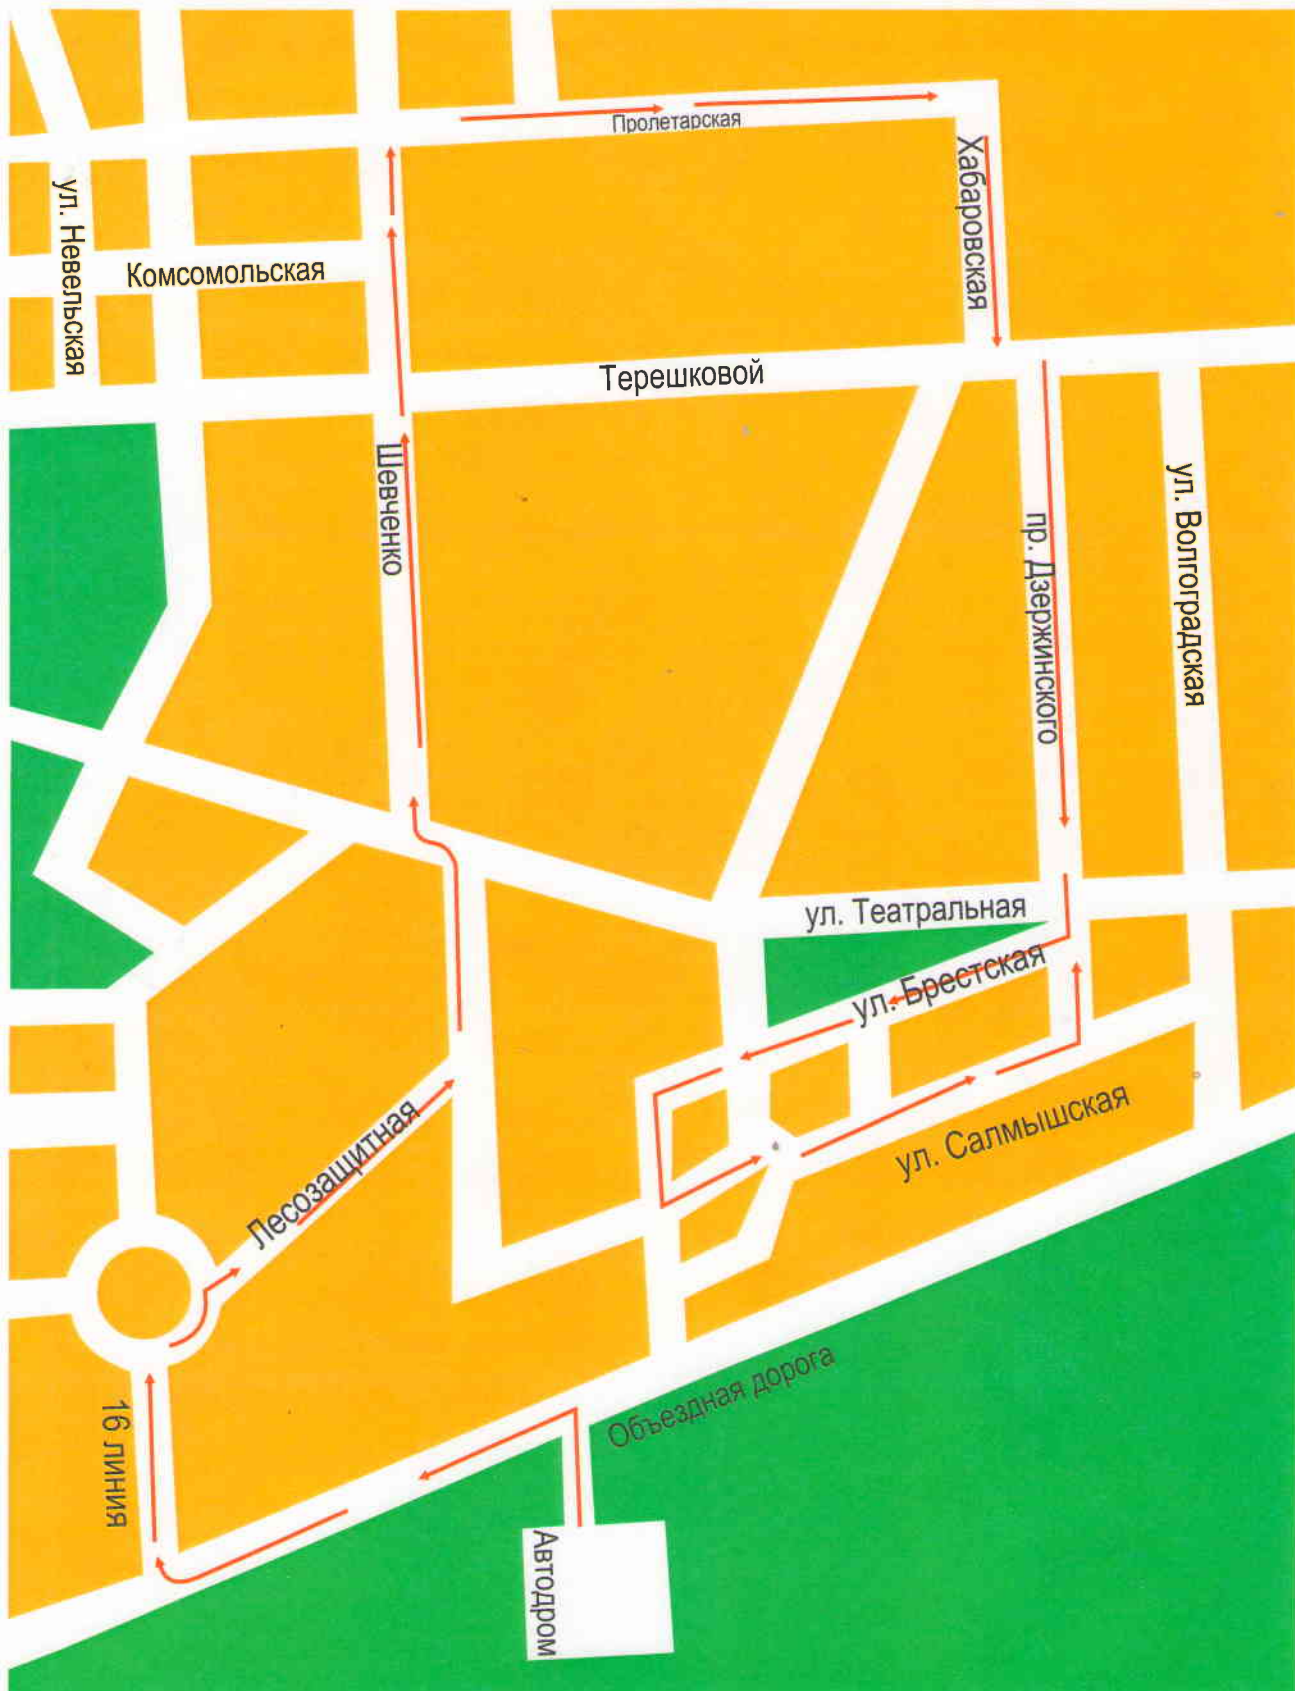 Пролетарская
Хабаровская
ул. Невельская
Комсомольская
Терешковой
Шевченко
ул. Волгоградская
пр. Дзержинского
ул. Театральная
ул. Брестская
ул. Салмышская
Лесозащитная
Объездная дорога
16 линия
Автодром